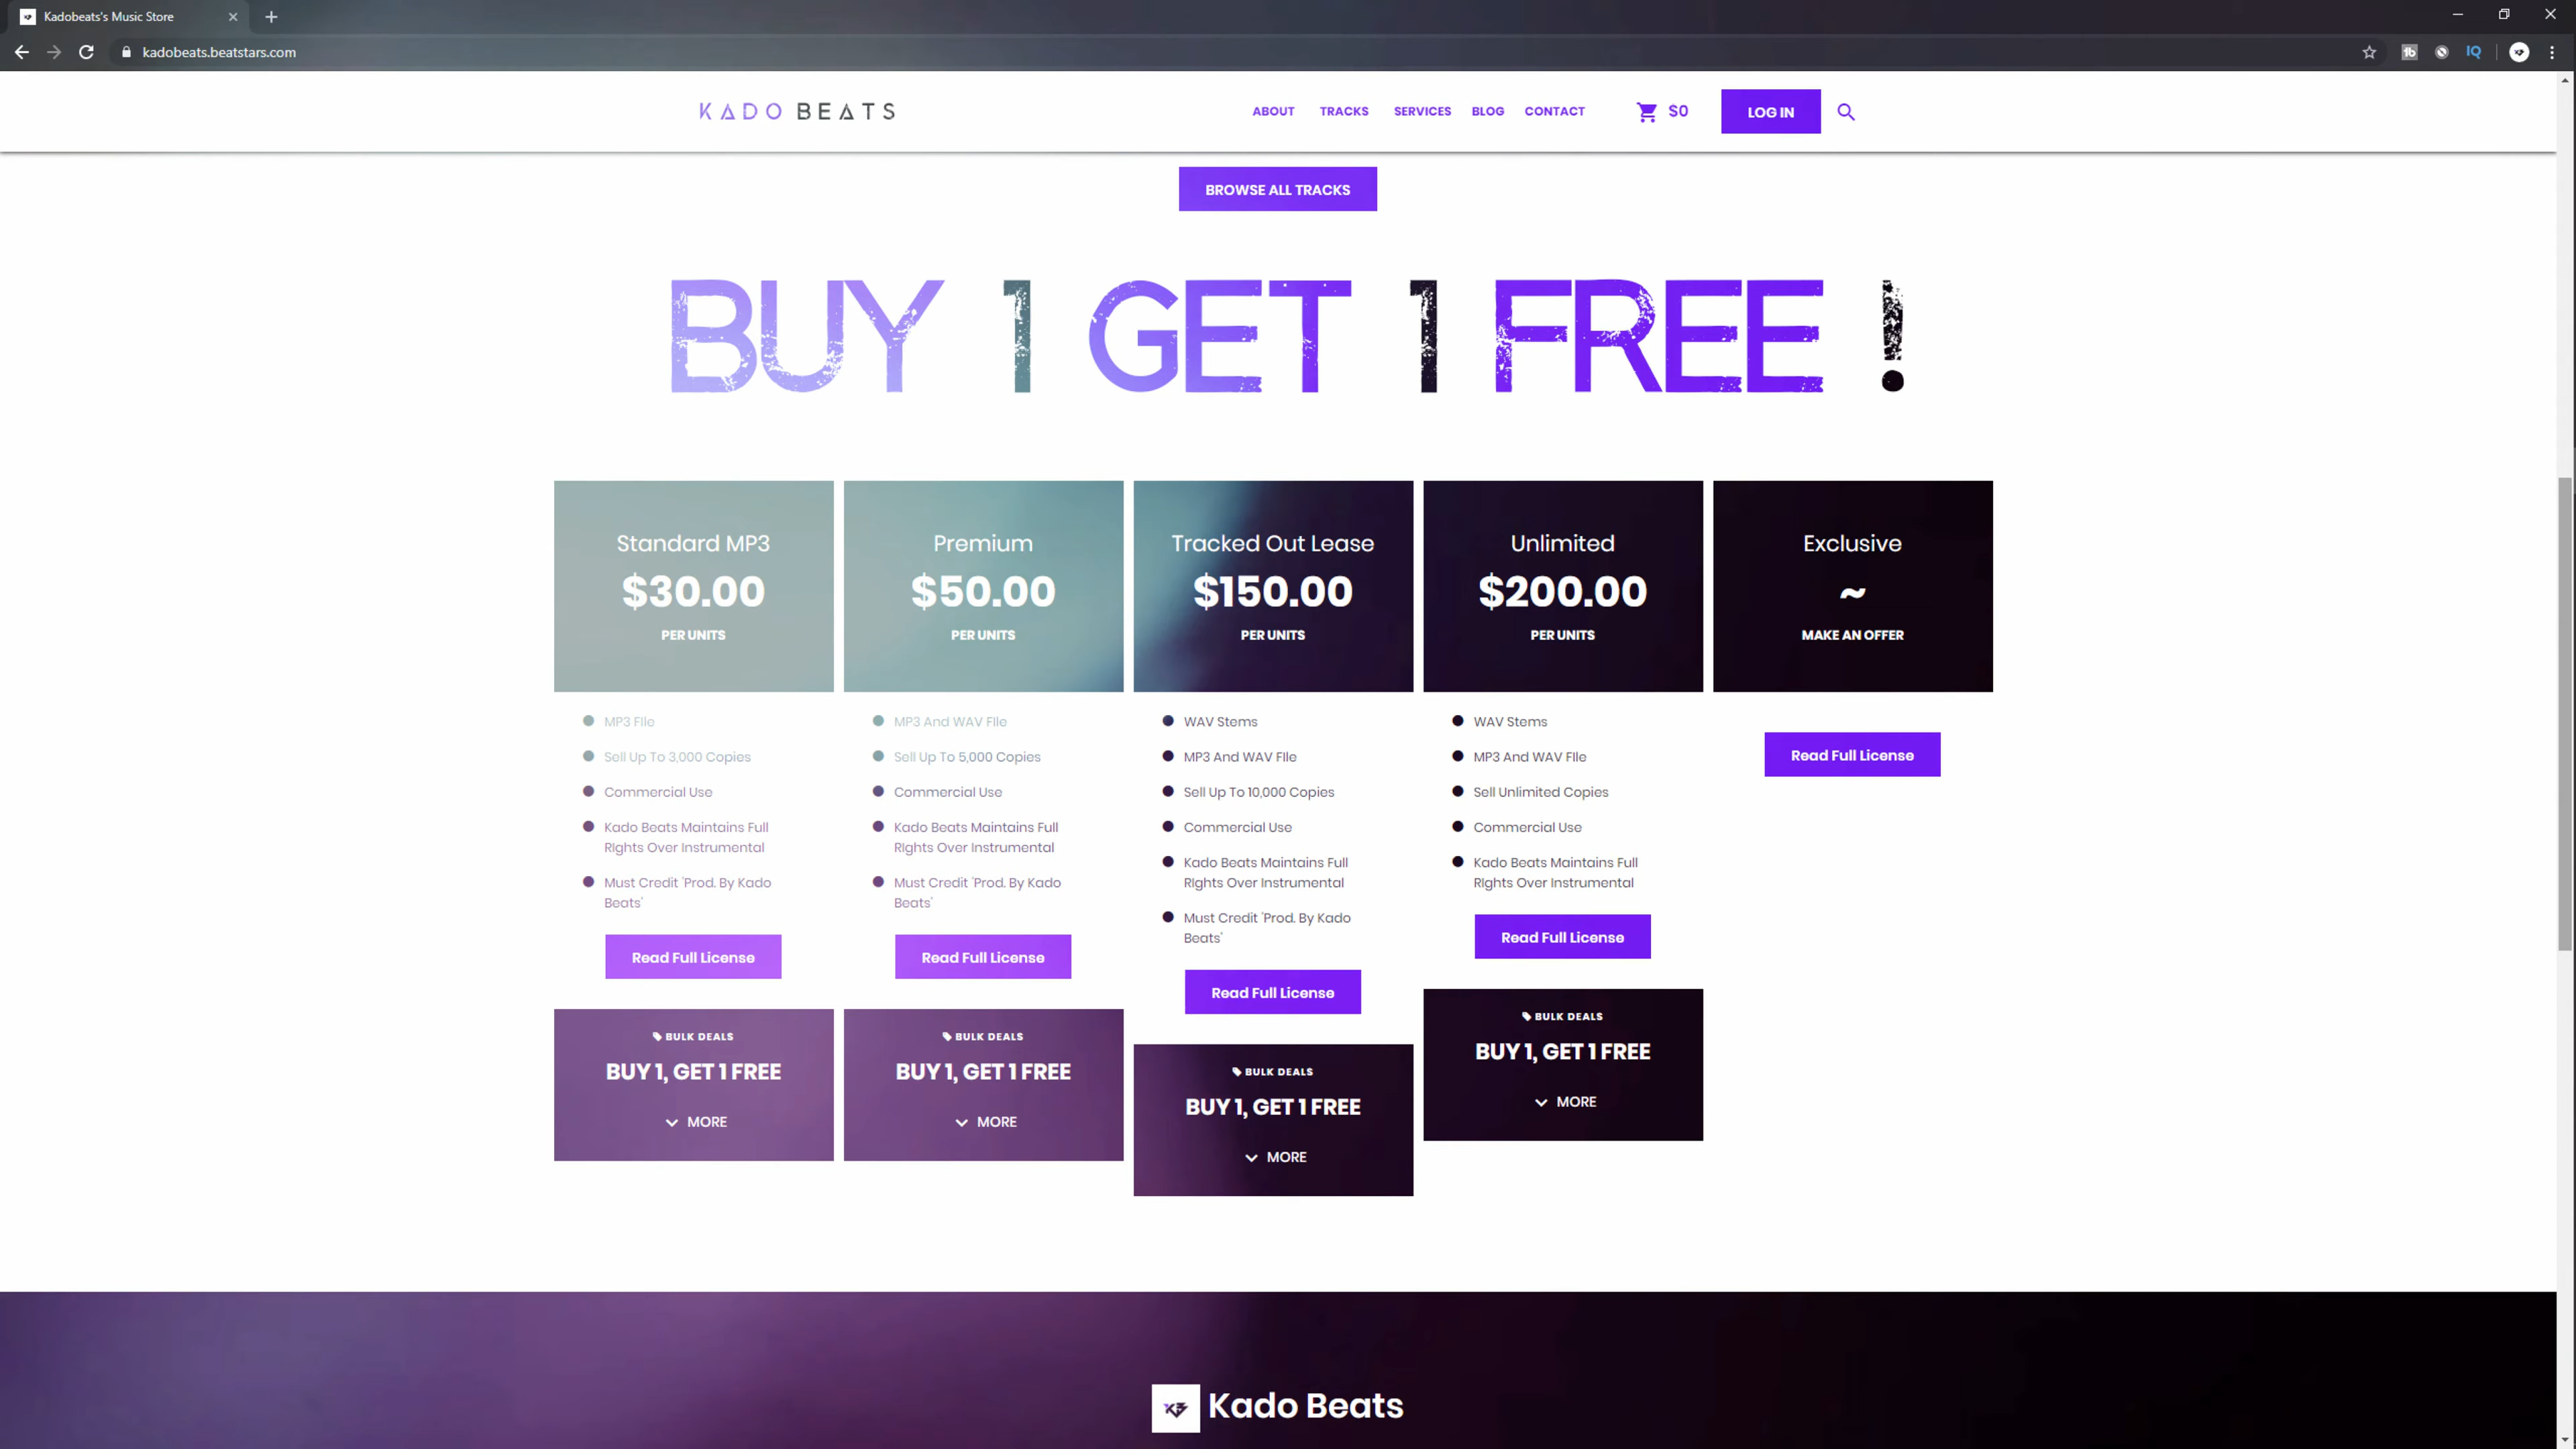 Kadobeats's Music Store
kadobeats.beatstars.com
IQ
KADO BEATS
ABOUT TRACKS SERVICES BLOG CONTACT $0 LOG IN
BROWSE ALL TRACKS
BUY 1 GET 1 FREE !
Standard MP3
$30.00
PER UNITS
MP3 FIle
Sell Up To 3,000 Copies
Commercial Use
Kado Beats Maintains Full
RIghts Over Instrumental
Must Credit 'Prod. By Kado
Beats'
Read Full License
BULK DEALS
BUY 1, GET 1 FREE
MORE
Premium
$50.00
PER UNITS
MP3 And WAV FIle
Sell Up To 5,000 Copies
Commercial Use
Kado Beats Maintains Full
RIghts Over Instrumental
Must Credit 'Prod. By Kado
Beats'
Read Full License
BULK DEALS
BUY 1, GET 1 FREE
MORE
Tracked Out Lease
$150.00
PER UNITS
WAV Stems
MP3 And WAV FIle
Sell Up To 10,000 Copies
Commercial Use
Kado Beats Maintains Full
RIghts Over Instrumental
Must Credit 'Prod. By Kado
Beats'
Read Full License
BULK DEALS
BUY 1, GET 1 FREE
MORE
Unlimited
$200.00
PER UNITS
WAV Stems
MP3 And WAV FIle
Sell Unlimited Copies
Commercial Use
Kado Beats Maintains Full
RIghts Over Instrumental
Read Full License
BULK DEALS
BUY 1, GET 1 FREE
MORE
Exclusive
~
MAKE AN OFFER
Read Full License
Kado Beats